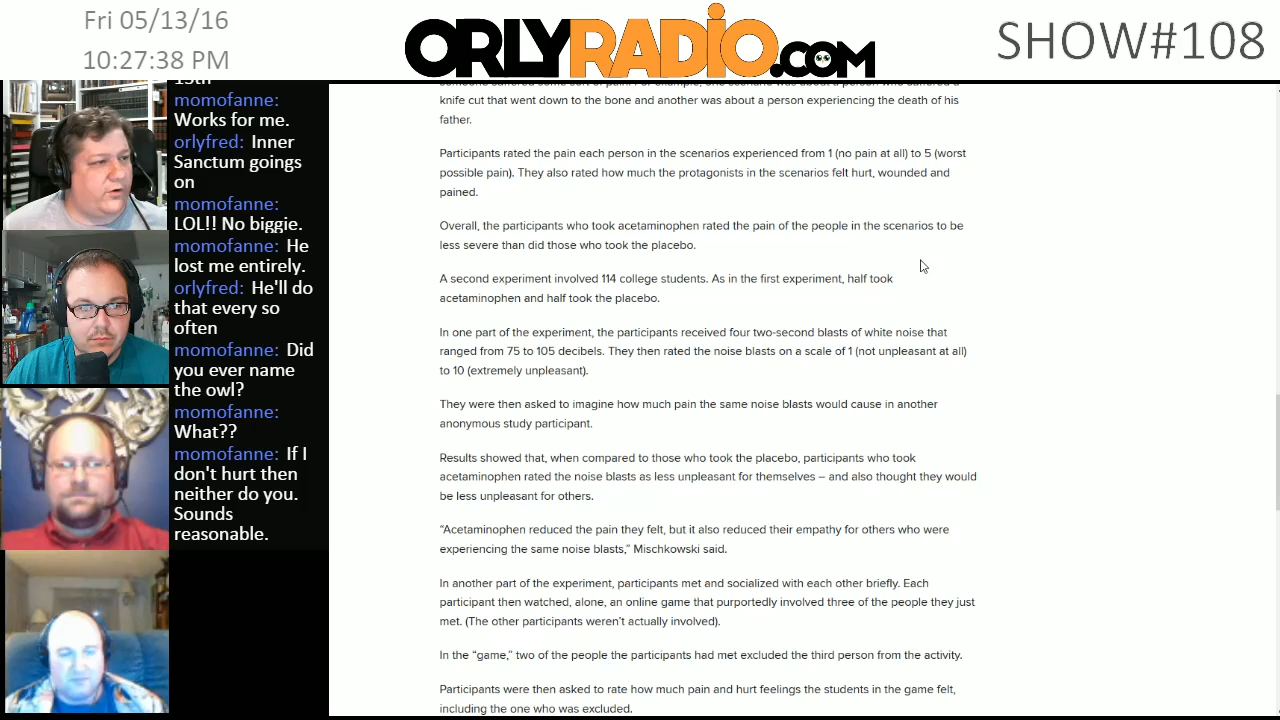 Fri 05/13/16
10:27:38 PM
ORLYRADIO.COM
SHOW#108
13th
momofanne:
Works for me.
orlyfred: Inner
Sanctum goings
on
momofanne:
LOL!! No biggie.
momofanne: He
lost me entirely.
orlyfred: He'll do
that every so
often
momofanne: Did
you ever name
the owl?
momofanne:
What??
momofanne: If I
don't hurt then
neither do you.
Sounds
reasonable.
knife cut that went down to the bone and another was about a person experiencing the death of his
father.
Participants rated the pain each person in the scenarios experienced from 1 (no pain at all) to 5 (worst
possible pain). They also rated how much the protagonists in the scenarios felt hurt, wounded and
pained.
Overall, the participants who took acetaminophen rated the pain of the people in the scenarios to be
less severe than did those who took the placebo.
A second experiment involved 114 college students. As in the first experiment, half took
acetaminophen and half took the placebo.
In one part of the experiment, the participants received four two-second blasts of white noise that
ranged from 75 to 105 decibels. They then rated the noise blasts on a scale of 1 (not unpleasant at all)
to 10 (extremely unpleasant).
They were then asked to imagine how much pain the same noise blasts would cause in another
anonymous study participant.
Results showed that, when compared to those who took the placebo, participants who took
acetaminophen rated the noise blasts as less unpleasant for themselves – and also thought they would
be less unpleasant for others.
“Acetaminophen reduced the pain they felt, but it also reduced their empathy for others who were
experiencing the same noise blasts,” Mischkowski said.
In another part of the experiment, participants met and socialized with each other briefly. Each
participant then watched, alone, an online game that purportedly involved three of the people they just
met. (The other participants weren’t actually involved).
In the “game,” two of the people the participants had met excluded the third person from the activity.
Participants were then asked to rate how much pain and hurt feelings the students in the game felt,
including the one who was excluded.